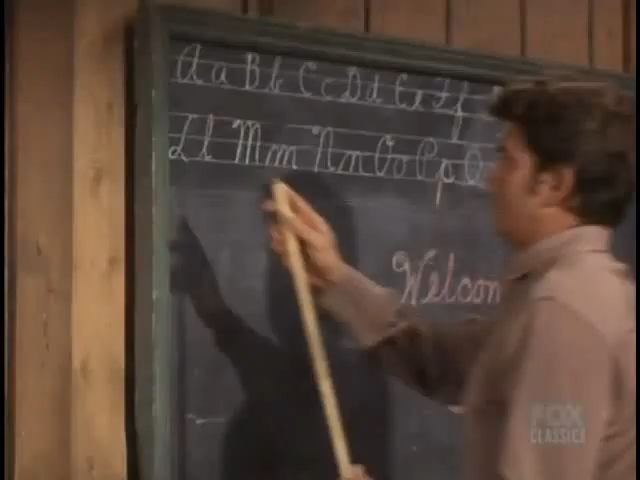 Aa Bb Cc Dd Ee Ff
Ll Mm Nn Oo Pp Q
Welcom
FOX
CLASSICS